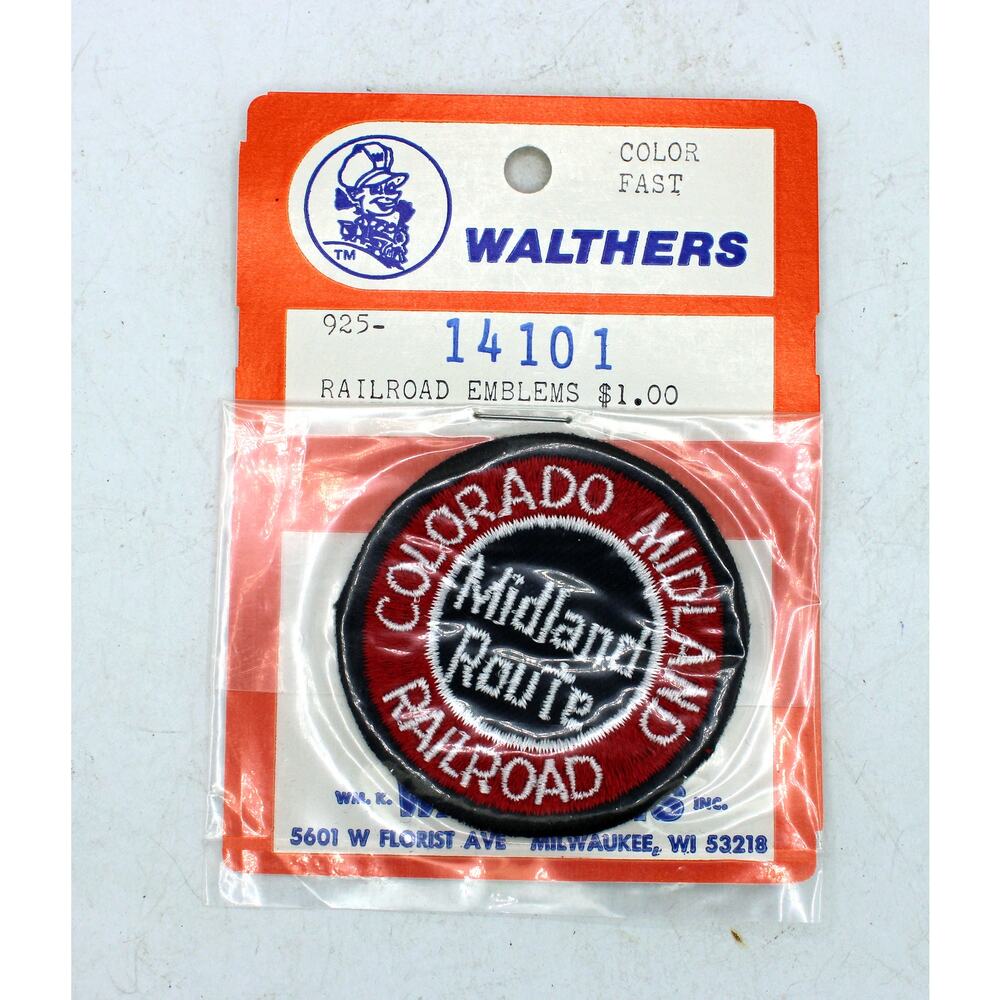 COLOR
FAST
TM
WALTHERS
925- 14101
RAILROAD EMBLEMS $1.00
COLORADO MIDLAND
Midland
Route
RAILROAD
WM. K. INC.
5601 W FLORIST AVE MILWAUKEE, WI 53218